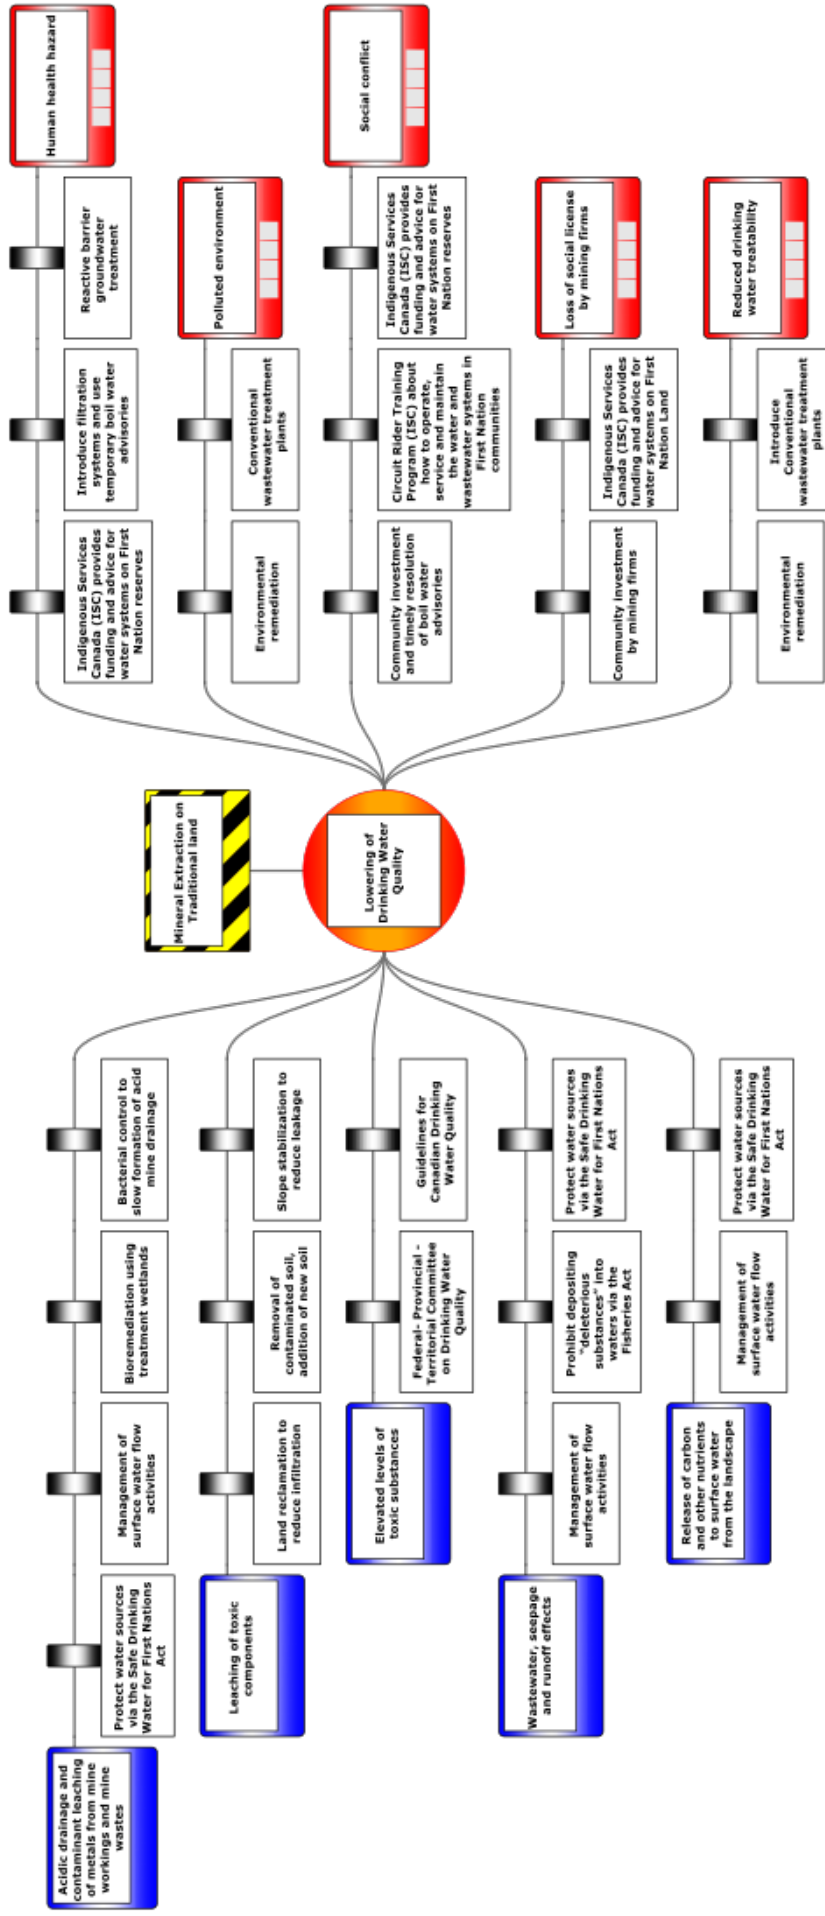 Acidic drainage and
contaminant leaching
of metals from mine
workings and mine
wastes
Protect water sources
via the Safe Drinking
Water for First Nations
Act
Management of
surface water flow
activities
Bioremediation using
treatment wetlands
Bacterial control to
slow formation of acid
mine drainage
Leaching of toxic
components
Land reclamation to
reduce infiltration
Removal of
contaminated soil,
addition of new soil
Slope stabilization to
reduce leakage
Elevated levels of
toxic substances
Federal- Provincial -
Territorial Committee
on Drinking Water
Quality
Guidelines for
Canadian Drinking
Water Quality
Wastewater, seepage
and runoff effects
Management of
surface water flow
activities
Prohibit depositing
"deleterious
substances" into
waters via the
Fisheries Act
Protect water sources
via the Safe Drinking
Water for First Nations
Act
Release of carbon
and other nutrients
to surface water
from the landscape
Management of
surface water flow
activities
Protect water sources
via the Safe Drinking
Water for First Nations
Act
Mineral Extraction on
Traditional land
Lowering of
Drinking Water
Quality
Indigenous Services
Canada (ISC) provides
funding and advice for
water systems on First
Nation reserves
Introduce filtration
systems and use
temporary boil water
advisories
Reactive barrier
groundwater
treatment
Human health hazard
Environmental
remediation
Conventional
wastewater treatment
plants
Polluted environment
Community investment
and timely resolution
of boil water
advisories
Circuit Rider Training
Program (ISC) about
how to operate,
service and maintain
the water and
wastewater systems in
First Nation
communities
Indigenous Services
Canada (ISC) provides
funding and advice for
water systems on First
Nation reserves
Social conflict
Community investment
by mining firms
Indigenous Services
Canada (ISC) provides
funding and advice for
water systems on First
Nation Land
Loss of social license
by mining firms
Environmental
remediation
Introduce
Conventional
wastewater treatment
plants
Reduced drinking
water treatability